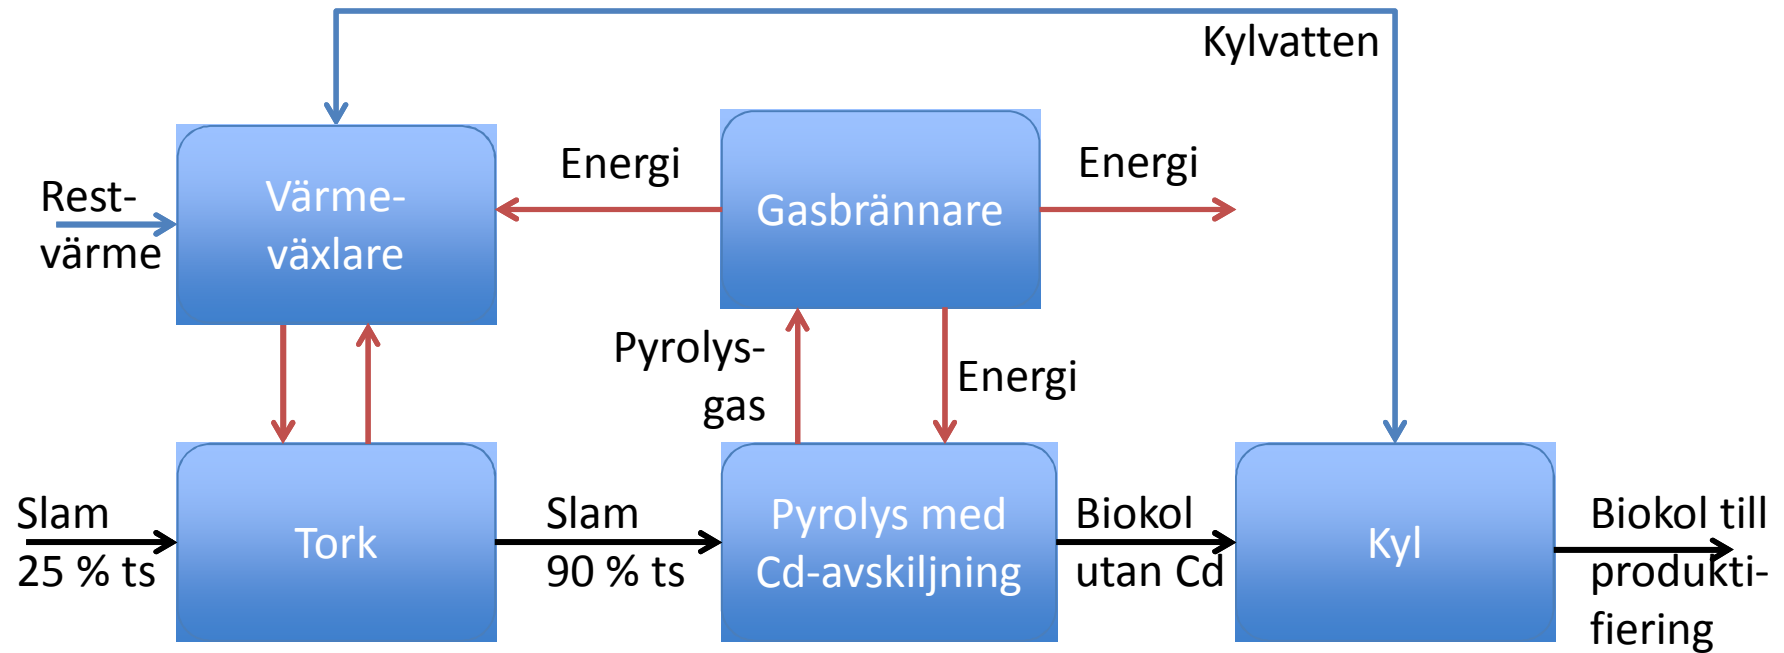 Kylvatten
Rest-
värme
Värme-
växlare
Energi
Gasbrännare
Energi
Pyrolys-
gas
Energi
Slam
25 % ts
Tork
Slam
90 % ts
Pyrolys med
Cd-avskiljning
Biokol
utan Cd
Kyl
Biokol till
produkti-
fiering